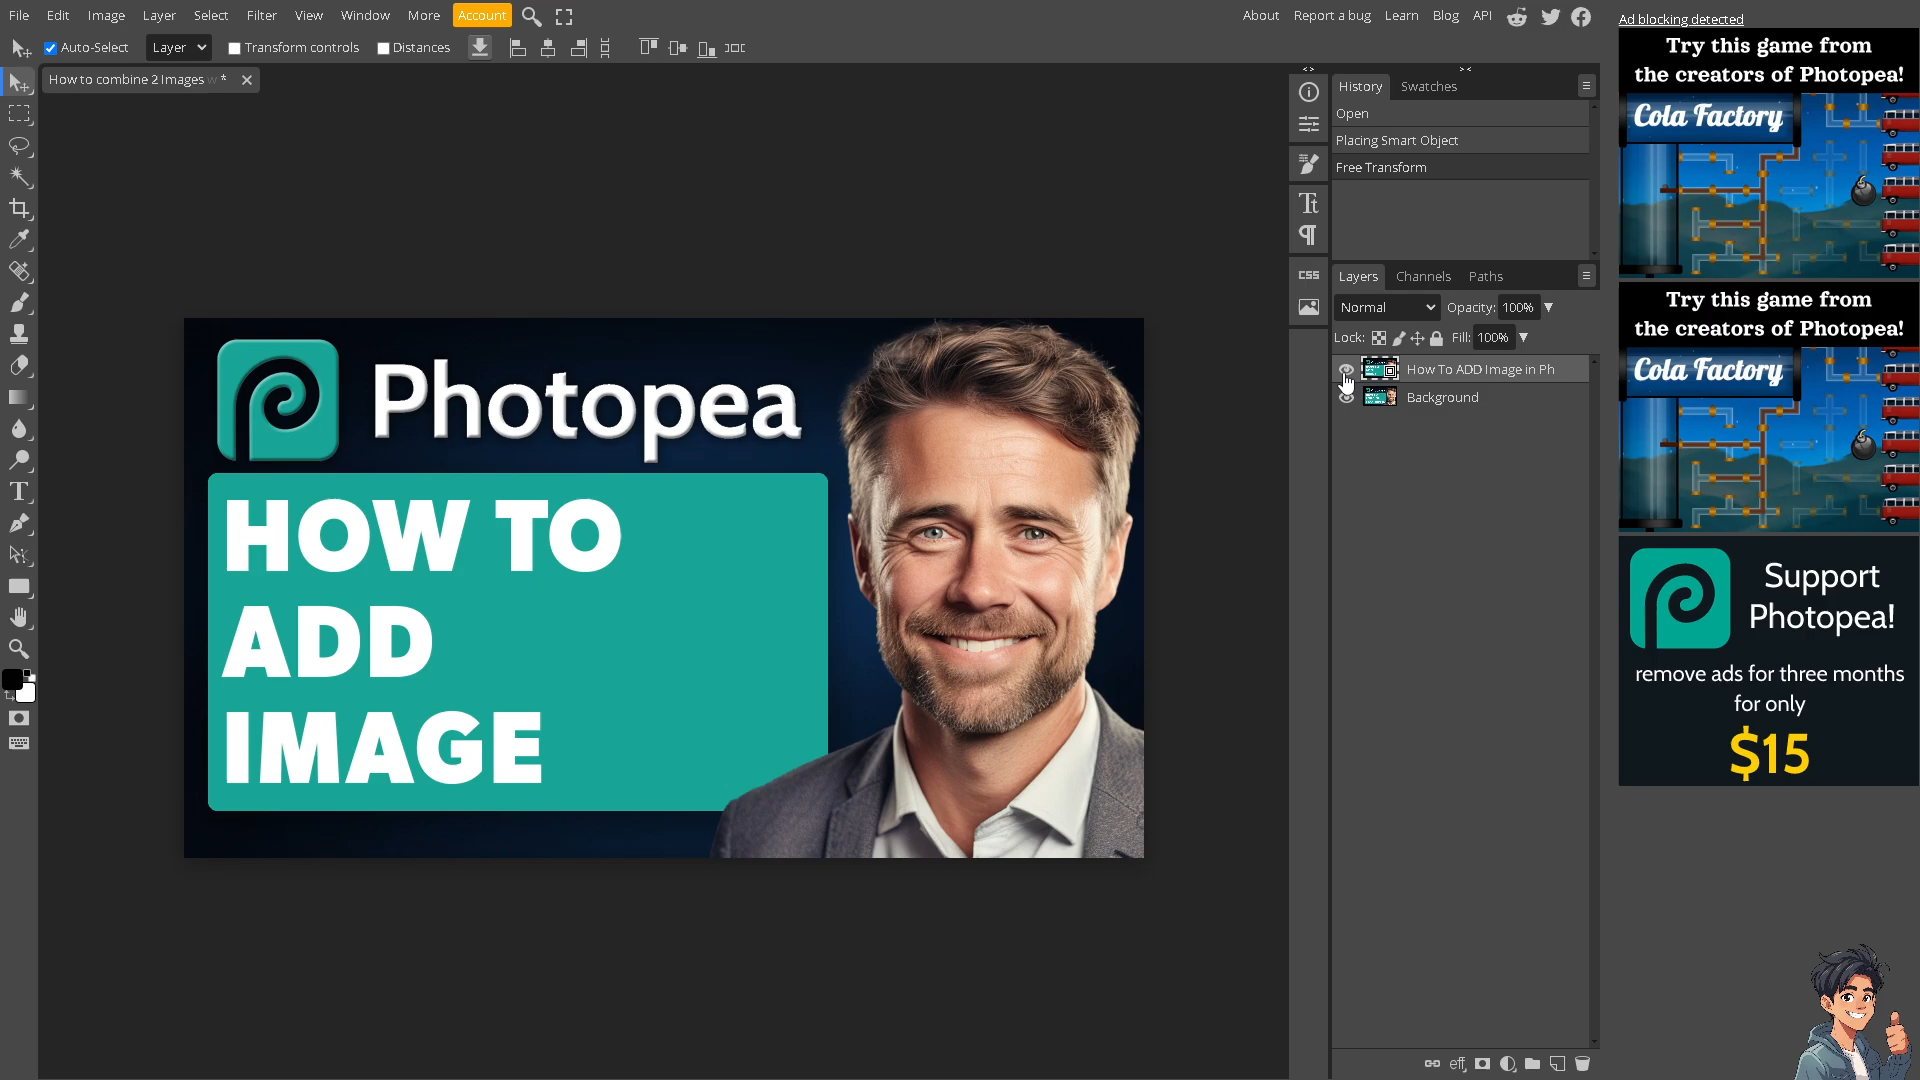 File Edit Image Layer Select Filter View Window More Account
About Report a bug Learn Blog API
Ad blocking detected
Auto-Select Layer Transform controls Distances
How to combine 2 Images w *
History Swatches
Open
Placing Smart Object
Free Transform
Tt
CSS
Layers Channels Paths
Normal Opacity: 100%
Lock: Fill: 100%
How To ADD Image in Ph
Background
eff
Photopea
HOW TO
ADD
IMAGE
Try this game from
the creators of Photopea!
Cola Factory
Try this game from
the creators of Photopea!
Cola Factory
Support
Photopea!
remove ads for three months
for only
$15